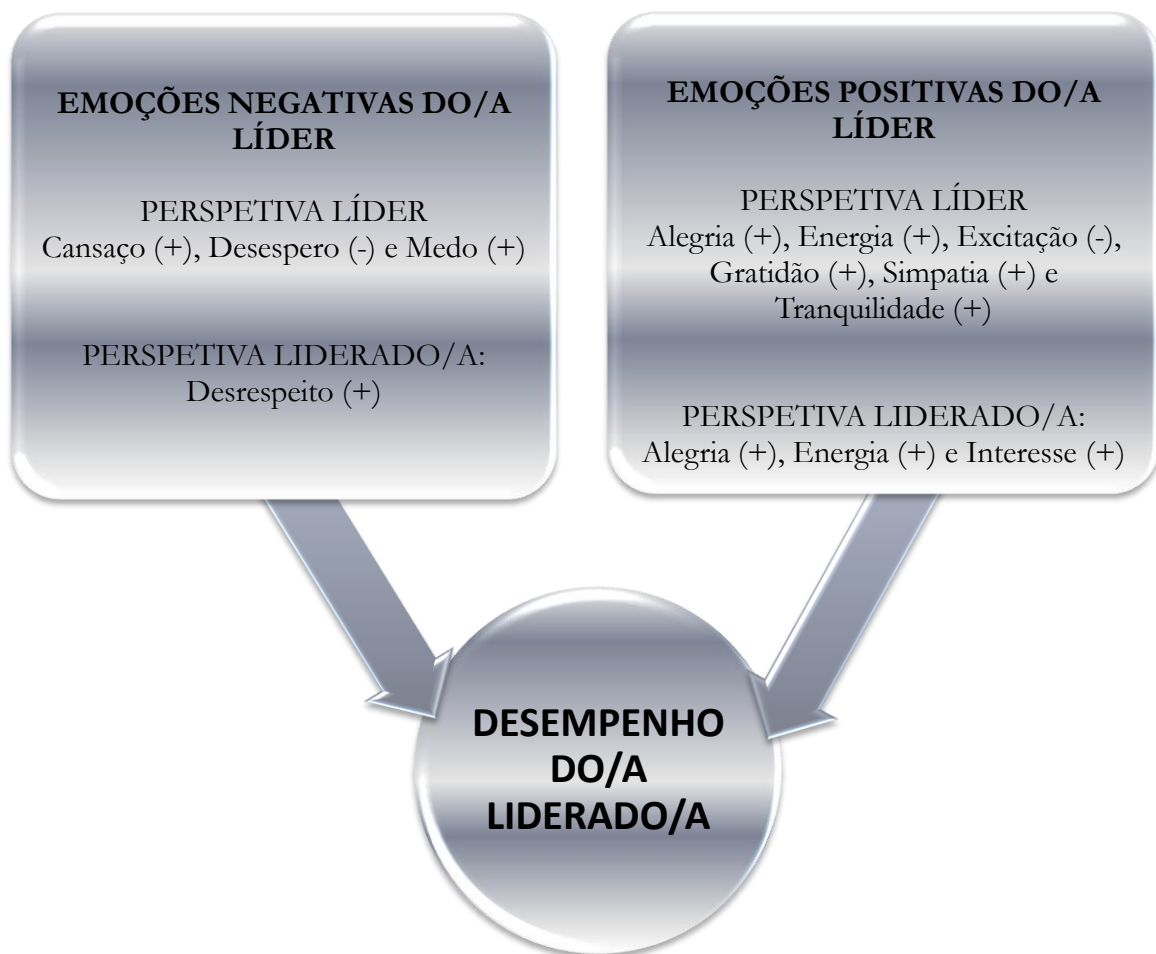 EMOÇÕES NEGATIVAS DO/A
LÍDER
PERSPETIVA LÍDER
Cansaço (+), Desespero (-) e Medo (+)
PERSPETIVA LIDERADO/A:
Desrespeito (+)
EMOÇÕES POSITIVAS DO/A
LÍDER
PERSPETIVA LÍDER
Alegria (+), Energia (+), Excitação (-),
Gratidão (+), Simpatia (+) e
Tranquilidade (+)
PERSPETIVA LIDERADO/A:
Alegria (+), Energia (+) e Interesse (+)
DESEMPENHO
DO/A
LIDERADO/A